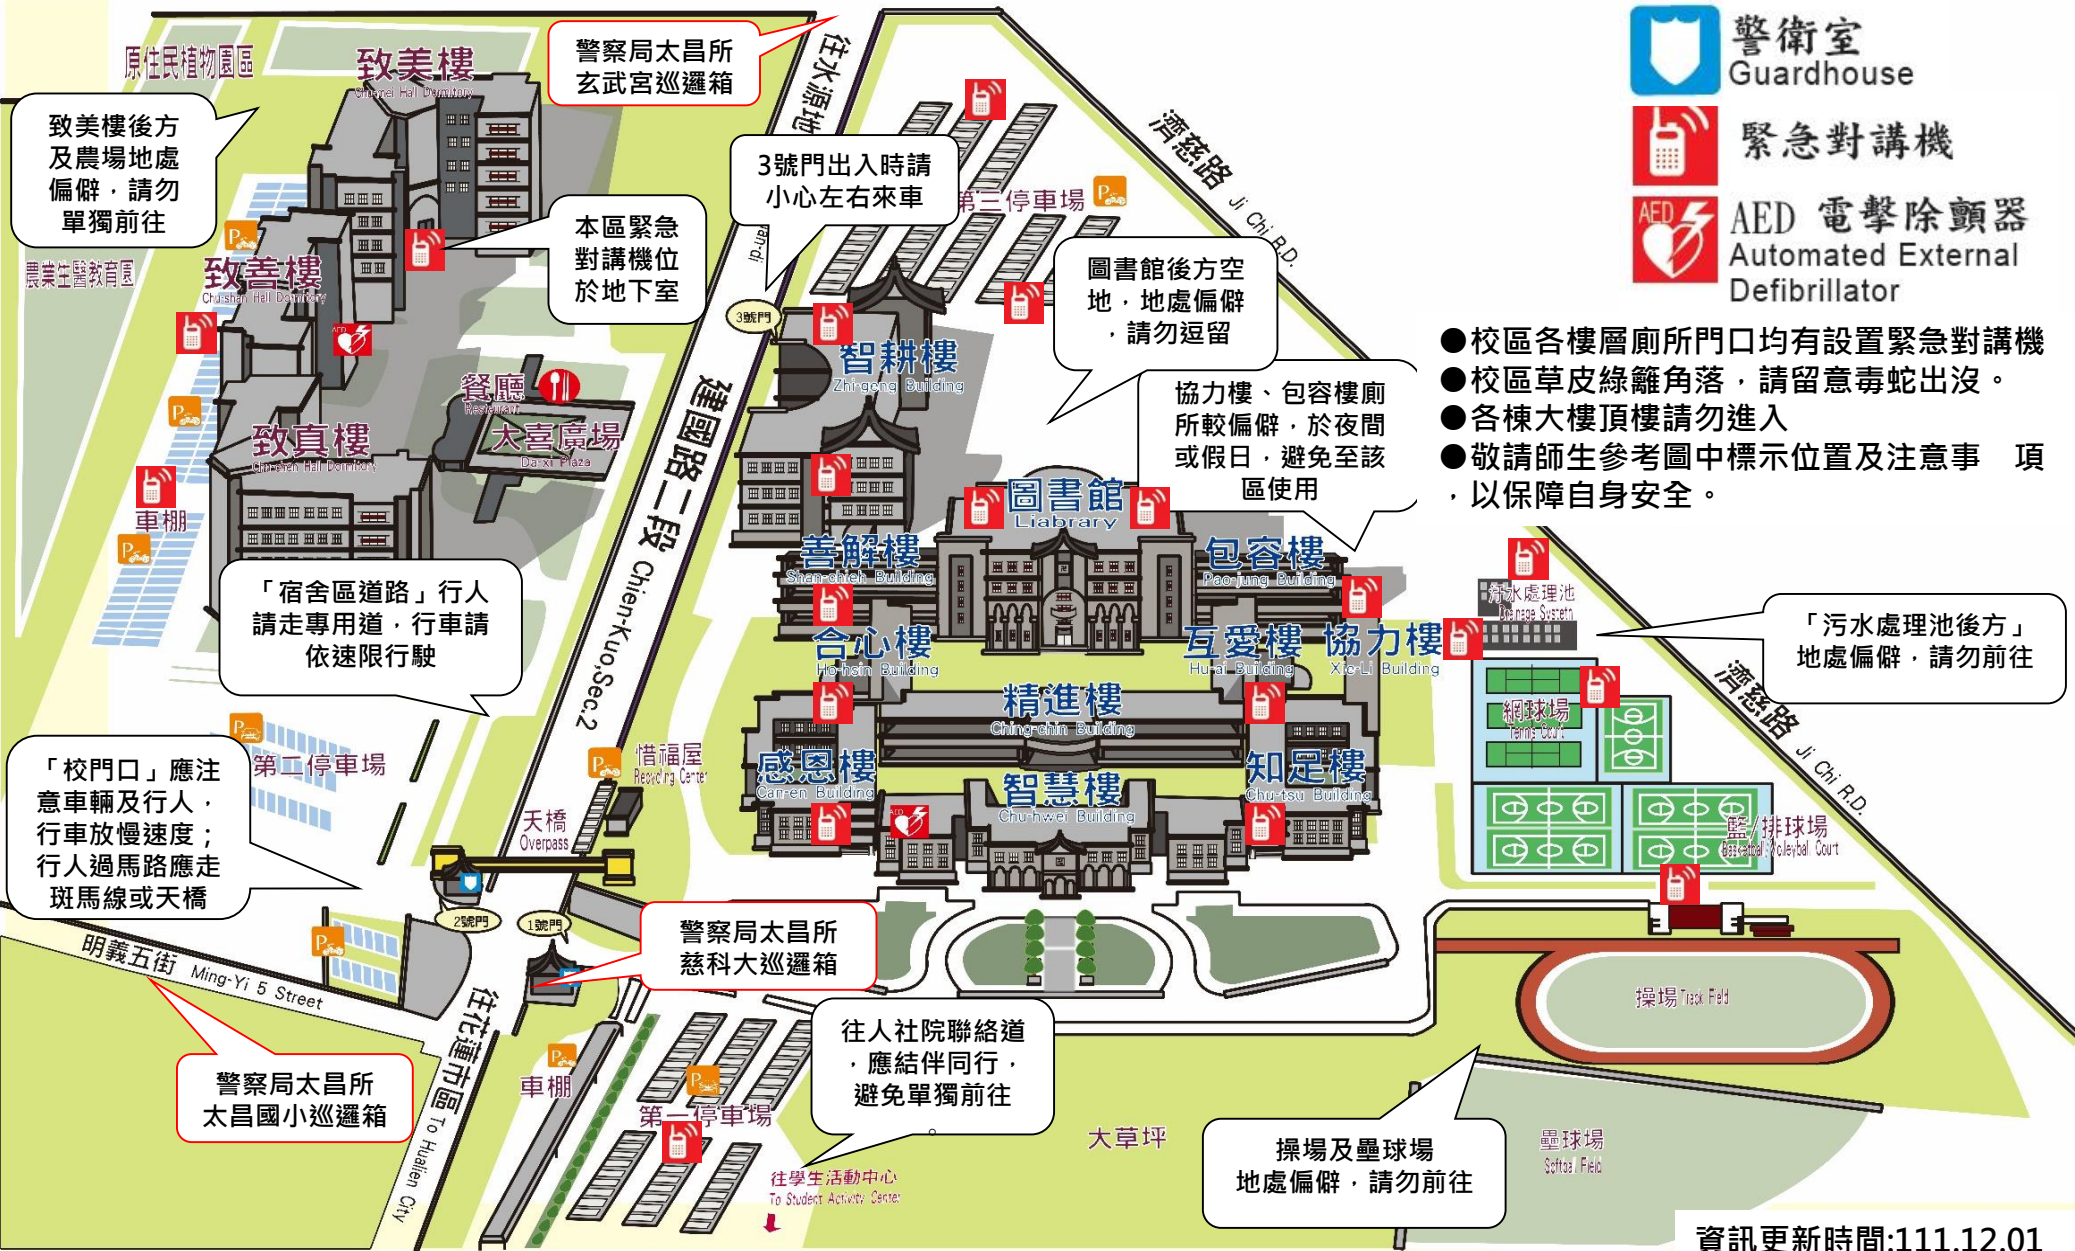 警衛室
Guardhouse
緊急對講機
AED
AED 電擊除顫器
Automated External
Defibrillator
●校區各樓層廁所門口均有設置緊急對講機
●校區草皮綠籬角落，請留意毒蛇出沒。
●各棟大樓頂樓請勿進入
●敬請師生參考圖中標示位置及注意事　項
，以保障自身安全。
原住民植物園區
致美樓
Chu-mei Hall Dormitory
警察局太昌所
玄武宮巡邏箱
往水源地
濟慈路 Ji Chi R.D.
致美樓後方
及農場地處
偏僻，請勿
單獨前往
3號門出入時請
小心左右來車
第三停車場
P
本區緊急
對講機位
於地下室
圖書館後方空
地，地處偏僻
，請勿逗留
農業生醫教育園
致善樓
Chu-shan Hall Dormitory
P
3號門
智耕樓
Zhi-geng Building
AED
餐廳
Restaurant
大喜廣場
Da-xi Plaza
致真樓
Chu-chen Hall Dormitory
P
車棚
P
建國路二段 Chien-Kuo,Sec.2
協力樓、包容樓廁
所較偏僻，於夜間
或假日，避免至該
區使用
圖書館
Liabrary
善解樓
Shan-chieh Building
包容樓
Pao-jung Building
「宿舍區道路」行人
請走專用道，行車請
依速限行駛
合心樓
Ho-hsin Building
互愛樓
Hu-ai Building
協力樓
Xie-Li Building
污水處理池
Drainage System
「污水處理池後方」
地處偏僻，請勿前往
精進樓
Ching-chin Building
網球場
Tennis Court
濟慈路 Ji Chi R.D.
P
第二停車場
P
惜福屋
Recycling Center
感恩樓
Can-en Building
智慧樓
Chu-hwei Building
知足樓
Chu-tsu Building
AED
籃/排球場
Basketball/Voleybal Court
「校門口」應注
意車輛及行人，
行車放慢速度；
行人過馬路應走
斑馬線或天橋
天橋
Overpass
2號門
1號門
警察局太昌所
慈科大巡邏箱
明義五街 Ming-Yi 5 Street
P
操場 Track Field
往花蓮市區 To Hualien City
警察局太昌所
太昌國小巡邏箱
P
車棚
P
第一停車場
往人社院聯絡道
，應結伴同行，
避免單獨前往
。
大草坪
往學生活動中心
To Student Activity Center
操場及壘球場
地處偏僻，請勿前往
壘球場
Softbal Field
資訊更新時間:111.12.01